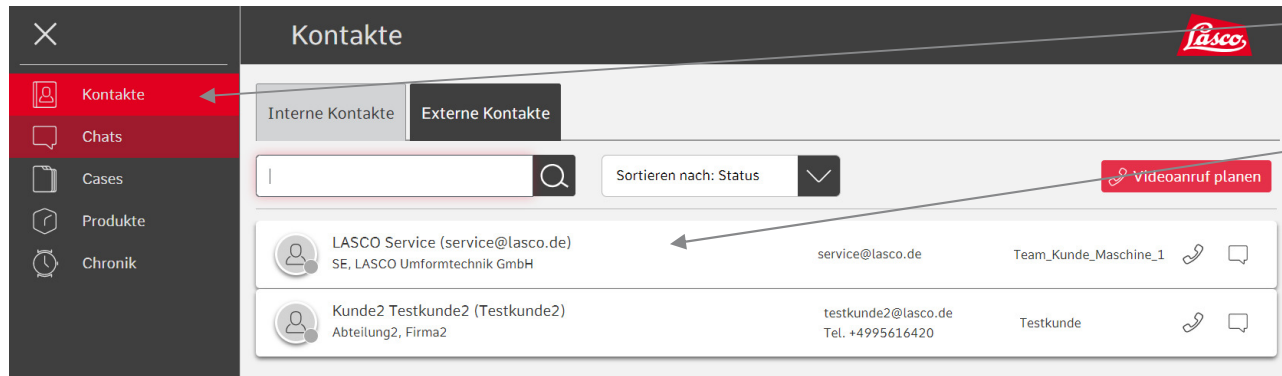 Kontakte
Lasco
Kontakte
Chats
Cases
Produkte
Chronik
Interne Kontakte
Externe Kontakte
Sortieren nach: Status
Videoanruf planen
LASCO Service (service@lasco.de)
SE, LASCO Umformtechnik GmbH
service@lasco.de
Team_Kunde_Maschine_1
Kunde2 Testkunde2 (Testkunde2)
Abteilung2, Firma2
testkunde2@lasco.de
Tel. +4995616420
Testkunde